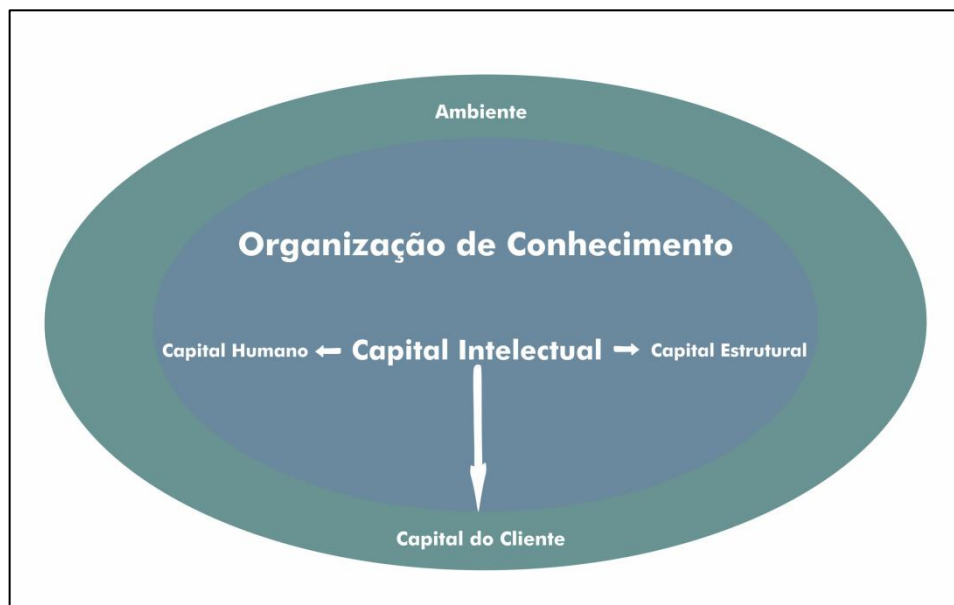 Ambiente
Organização de Conhecimento
Capital Humano Capital Intelectual Capital Estrutural
Capital do Cliente